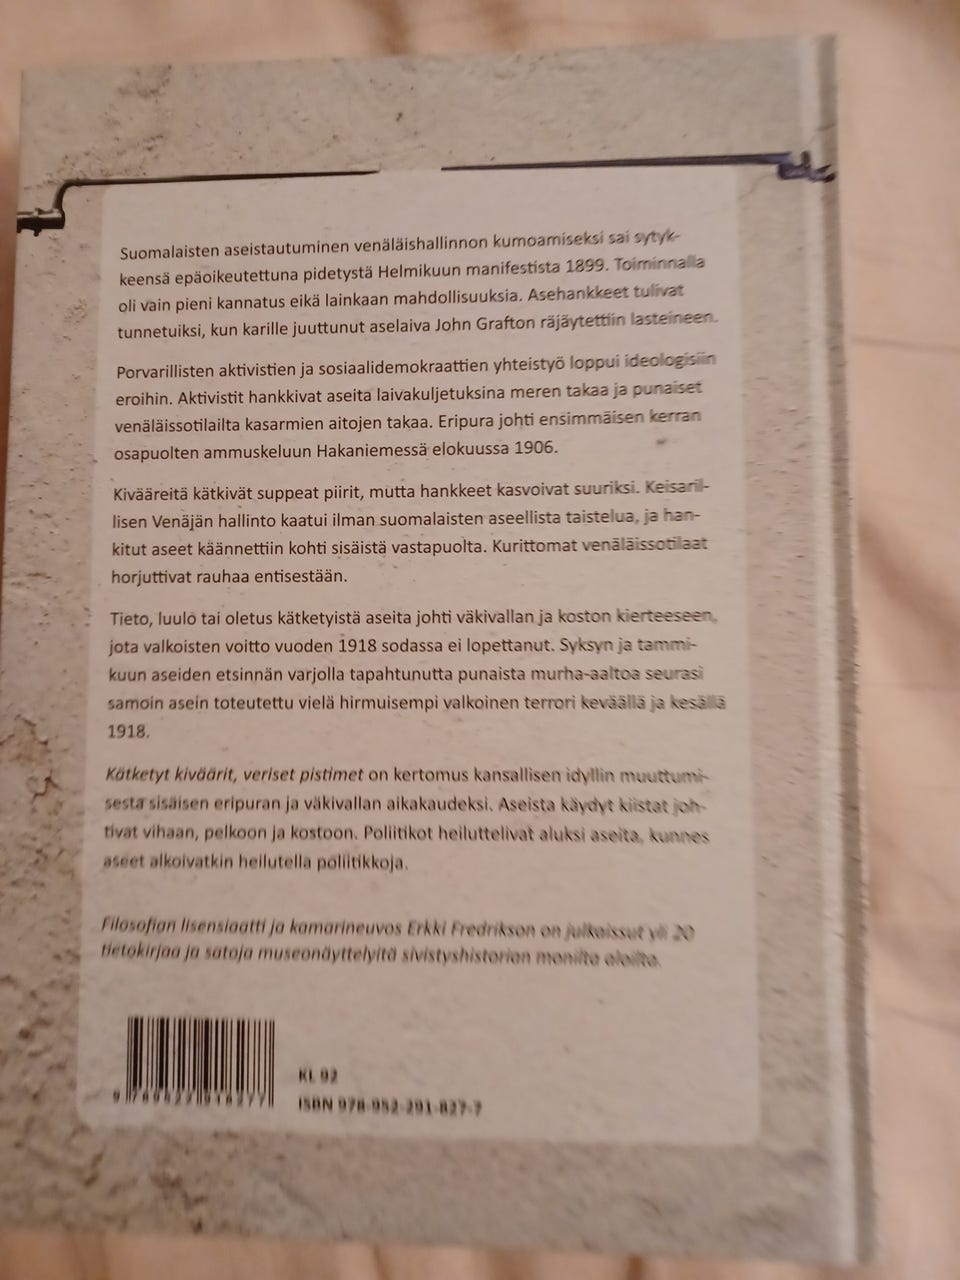 Suomalaisten aseistautuminen venäläishallinnon kumoamiseksi sai sytyk-
keensä epäoikeutettuna pidetystä Helmikuun manifestista 1899. Toiminnalla
oli vain pieni kannatus eikä lainkaan mahdollisuuksia. Asehankkeet tulivat
tunnetuiksi, kun karille juuttunut aselaiva John Grafton räjäytettiin lasteineen.
Porvarillisten aktivistien ja sosiaalidemokraattien yhteistyö loppui ideologisiin
eroihin. Aktivistit hankkivat aseita laivakuljetuksina meren takaa ja punaiset
venäläissotilailta kasarmien aitojen takaa. Eripura johti ensimmäisen kerran
osapuolten ammuskeluun Hakaniemessä elokuussa 1906.
Kivääreitä kätkivät suppeat piirit, mutta hankkeet kasvoivat suuriksi. Keisaril-
lisen Venäjän hallinto kaatui ilman suomalaisten aseellista taistelua, ja han-
kitut aseet käännettiin kohti sisäistä vastapuolta. Kurittomat venäläissotilaat
horjuttivat rauhaa entisestään.
Tieto, luulo tai oletus kätketyistä aseita johti väkivallan ja koston kierteeseen,
jota valkoisten voitto vuoden 1918 sodassa ei lopettanut. Syksyn ja tammi-
kuun aseiden etsinnän varjolla tapahtunutta punaista murha-aaltoa seurasi
samoin asein toteutettu vielä hirmuisempi valkoinen terrori keväällä ja kesällä
1918.
Kätketyt kiväärit, veriset pistimet on kertomus kansallisen idyllin muuttumi-
sesta sisäisen eripuran ja väkivallan aikakaudeksi. Aseista käydyt kiistat joh-
tivat vihaan, pelkoon ja kostoon. Poliitikot heiluttelivat aluksi aseita, kunnes
aseet alkoivatkin heilutella poliitikkoja.
Filosofian lisensiaatti ja kamarineuvos Erkki Fredrikson on julkaissut yli 20
tietokirjaa ja satoja museonäyttelyitä sivistyshistorian monilta aloilta.
KL 92
9 789522 918277
ISBN 978-952-291-827-7